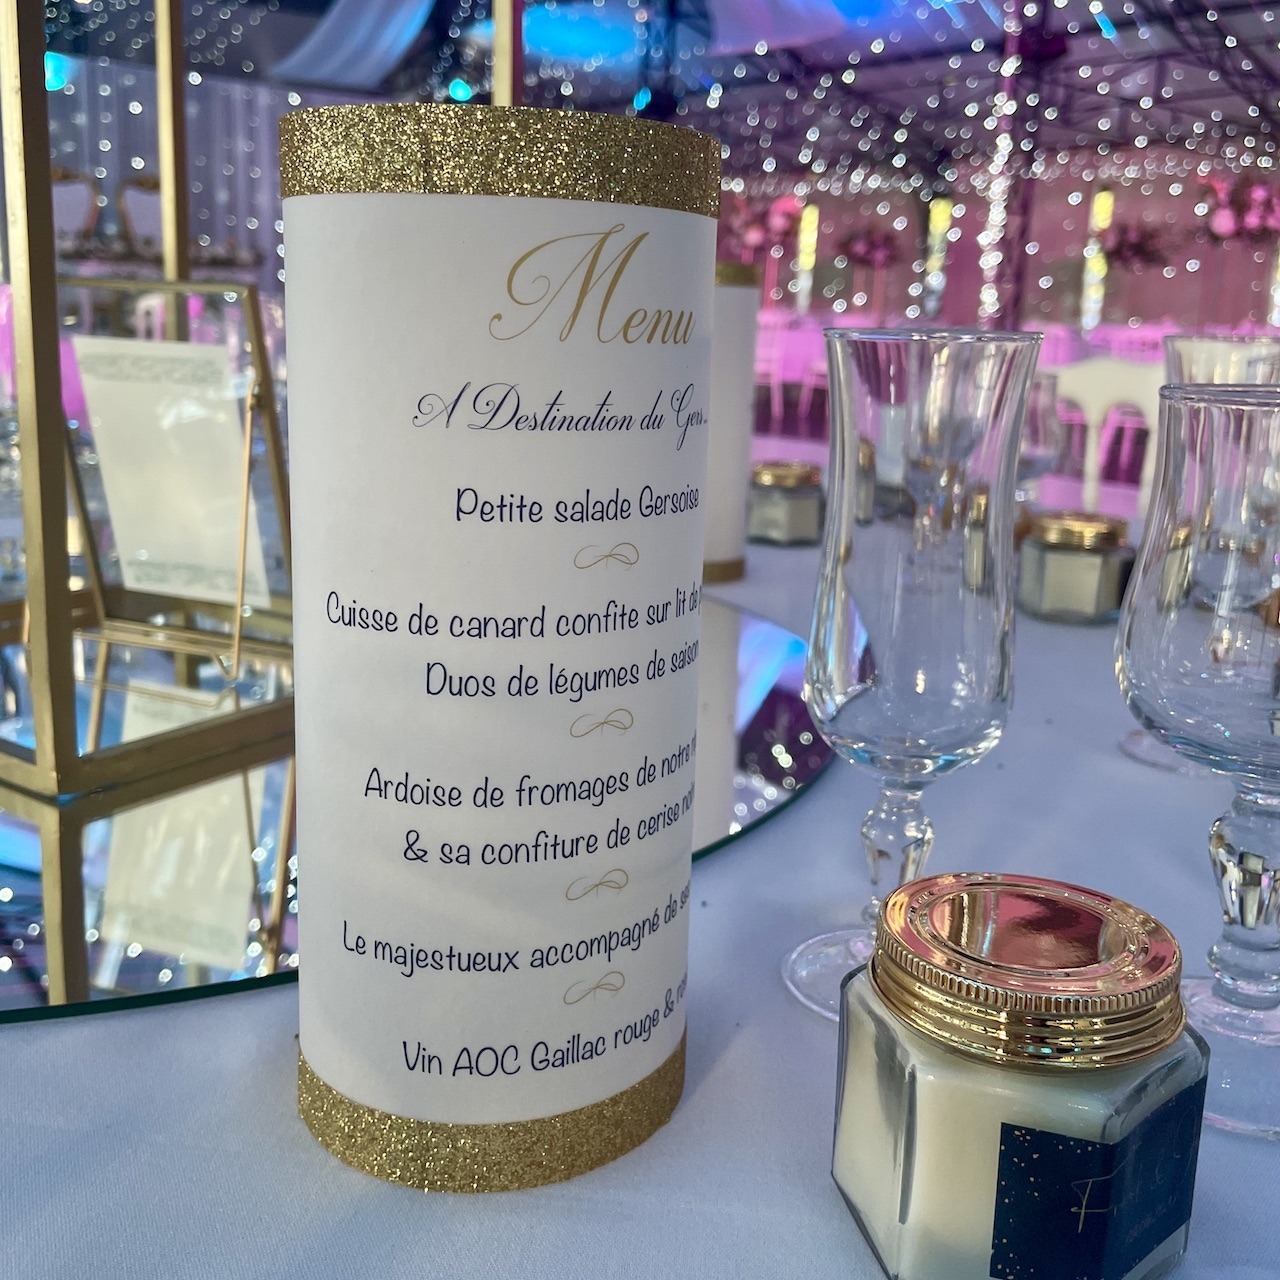 Menu
A Destination du Gers...
Petite salade Gersoise
Cuisse de canard confite sur lit de
Duos de légumes de saison
Ardoise de fromages de notre
& sa confiture de cerise
Le majestueux accompagné de
Vin AOC Gaillac rouge &